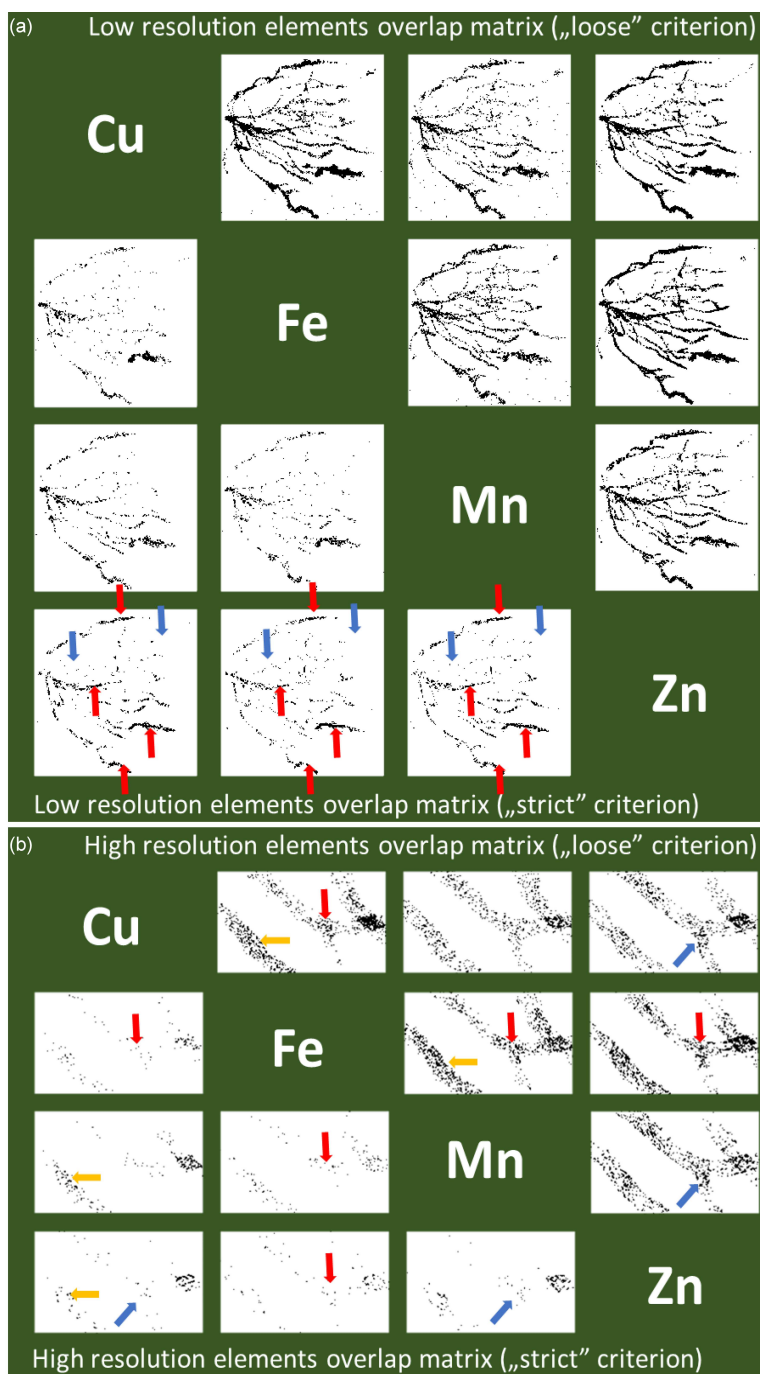 (a) Low resolution elements overlap matrix („loose” criterion)
Cu
Fe
Mn
Zn
Low resolution elements overlap matrix („strict” criterion)
(b) High resolution elements overlap matrix („loose” criterion)
Cu
Fe
Mn
Zn
High resolution elements overlap matrix („strict” criterion)